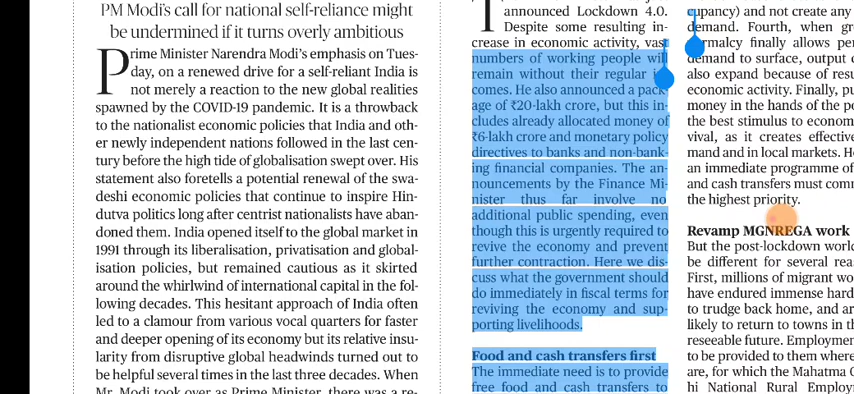 PM Modi's call for national self-reliance might
be undermined if it turns overly ambitious
Prime Minister Narendra Modi's emphasis on Tues-
day, on a renewed drive for a self-reliant India is
not merely a reaction to the new global realities
spawned by the COVID-19 pandemic. It is a throwback
to the nationalist economic policies that India and oth-
er newly independent nations followed in the last cen-
tury before the high tide of globalisation swept over. His
statement also foretells a potential renewal of the swa-
deshi economic policies that continue to inspire Hin-
dutva politics long after centrist nationalists have aban-
doned them. India opened itself to the global market in
1991 through its liberalisation, privatisation and global-
isation policies, but remained cautious as it skirted
around the whirlwind of international capital in the fol-
lowing decades. This hesitant approach of India often
led to a clamour from various vocal quarters for faster
and deeper opening of its economy but its relative insu-
larity from disruptive global headwinds turned out to
be helpful several times in the last three decades. When
Mr. Modi took over as Prime Minister, there was a re-
announced Lockdown 4.0.
Despite some resulting in-
crease in economic activity, vast
numbers of working people will
remain without their regular
comes. He also announced a pack-
age of ₹20-lakh crore, but this in-
cludes already allocated money of
₹6-lakh crore and monetary policy
directives to banks and non-bank-
ing financial companies. The an-
nouncements by the Finance Mi-
nister thus far involve no
additional public spending, even
though this is urgently required to
revive the economy and prevent
further contraction. Here we dis-
cuss what the government should
do immediately in fiscal terms for
reviving the economy and sup-
porting livelihoods.
Food and cash transfers first
The immediate need is to provide
free food and cash transfers to
cupancy) and not create any
demand. Fourth, when gr
normalcy finally allows pe
demand to surface, output
also expand because of resu
economic activity. Finally, pu
money in the hands of the po
the best stimulus to econom
vival, as it creates effective
mand and in local markets. He
an immediate programme of
and cash transfers must com
the highest priority.
Revamp MGNREGA work
But the post-lockdown world
be different for several rea
First, millions of migrant wo
have endured immense hard
to trudge back home, and ar
likely to return to towns in th
reseeable future. Employmen
to be provided to them where
are, for which the Mahatma G
hi National Rural Employ